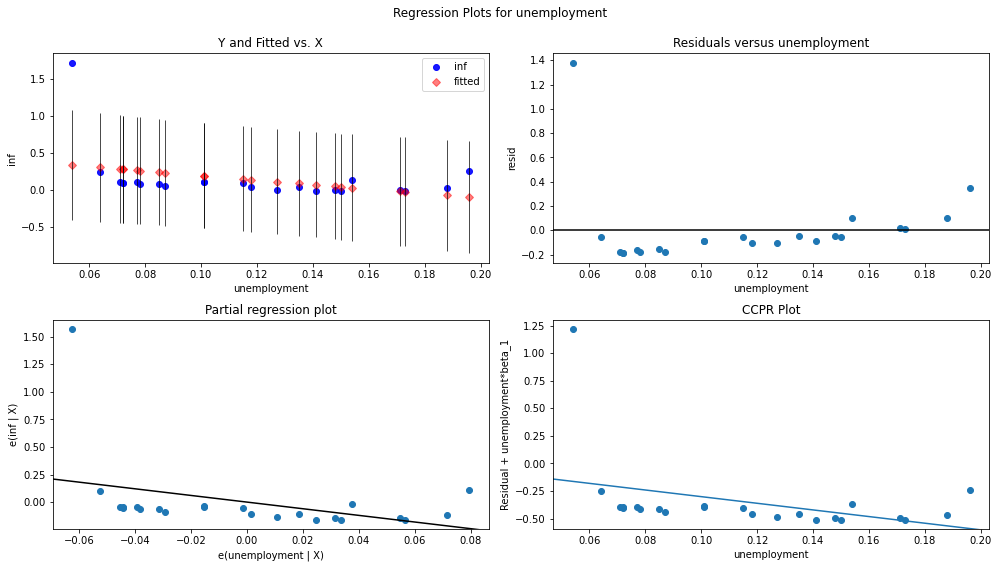 Regression Plots for unemployment
Y and Fitted vs. X
inf
fitted
inf
1.5
1.0
0.5
0.0
−0.5
0.06 0.08 0.10 0.12 0.14 0.16 0.18 0.20
unemployment
Residuals versus unemployment
resid
1.4
1.2
1.0
0.8
0.6
0.4
0.2
0.0
−0.2
0.06 0.08 0.10 0.12 0.14 0.16 0.18 0.20
unemployment
Partial regression plot
e(inf | X)
1.50
1.25
1.00
0.75
0.50
0.25
0.00
−0.06 −0.04 −0.02 0.00 0.02 0.04 0.06 0.08
e(unemployment | X)
CCPR Plot
Residual + unemployment*beta_1
1.25
1.00
0.75
0.50
0.25
0.00
−0.25
−0.50
0.06 0.08 0.10 0.12 0.14 0.16 0.18 0.20
unemployment